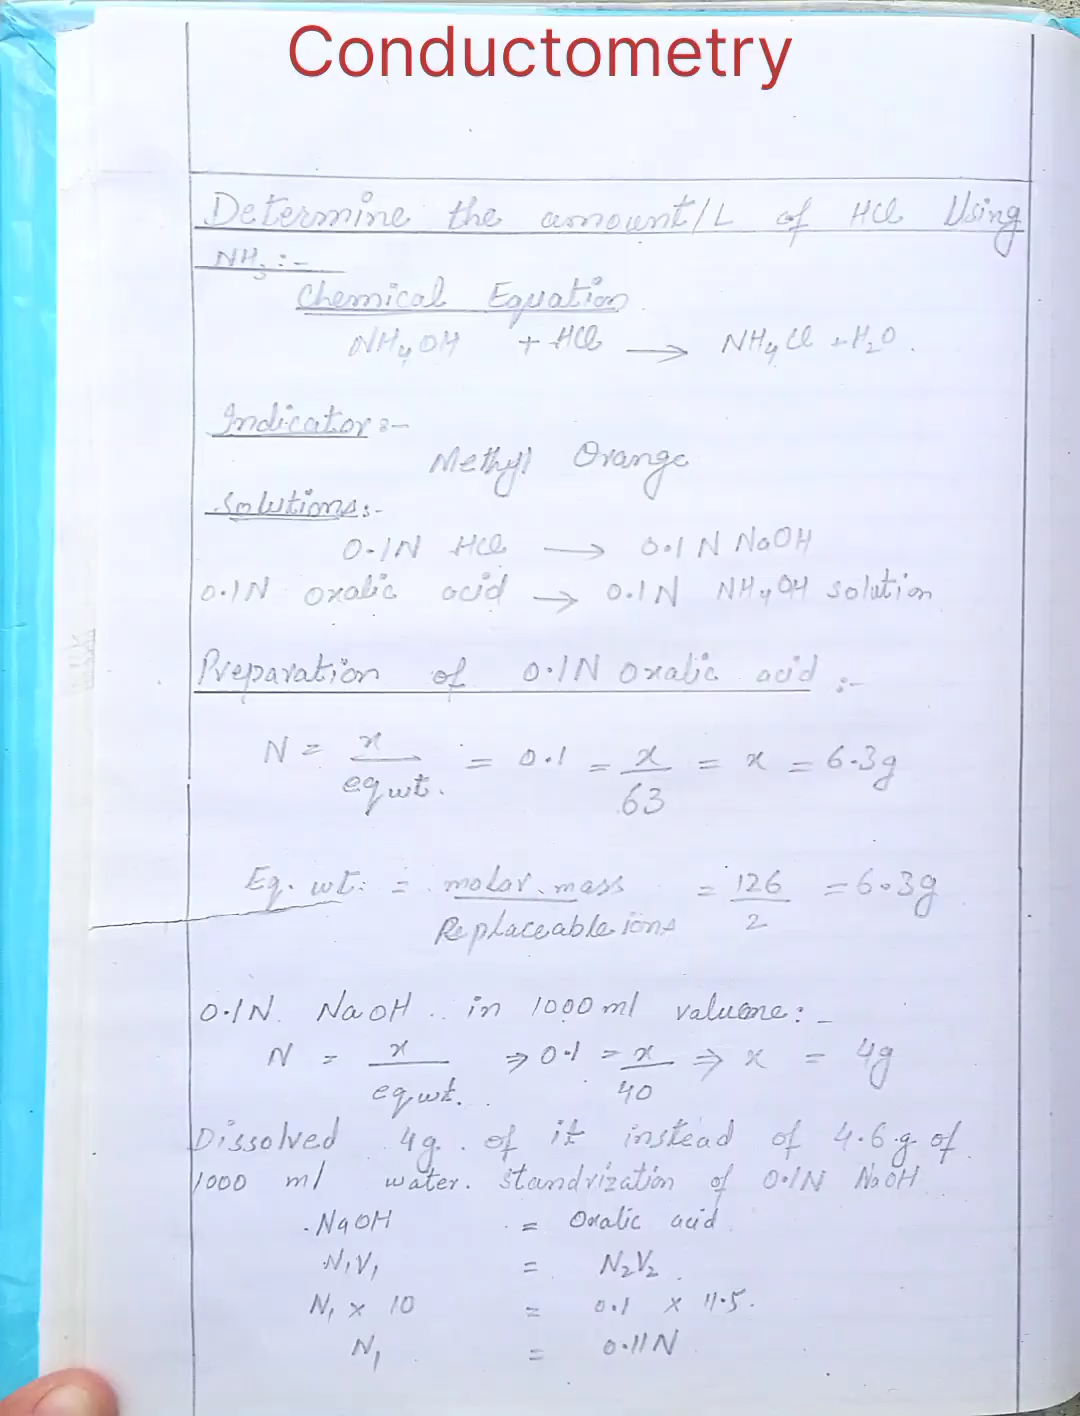 Conductometry
Determine the amount/L of HCl Using
NH3 :-
Chemical Equation
NH4OH + HCl → NH4Cl + H2O.
Indicator :-
Methyl Orange
Solutions:-
0.1N HCl → 0.1 N NaOH
0.1N oxalic acid → 0.1N NH4OH solution
Preparation of 0.1N oxalic acid :-
N = x / eq wt. = 0.1 = x / 63 = x = 6.3g
Eq. wt. = molar mass / Replaceable ions = 126 / 2 = 6.3g
0.1N. NaOH .. in 1000 ml valume: -
N = x / eq wt. ⇒ 0.1 = x / 40 ⇒ x = 4g
Dissolved 4g. of it instead of 4.6.g. of
1000 ml water. standrization of 0.1N NaOH
NaOH = Oxalic acid
N1V1 = N2V2
N1 x 10 = 0.1 x 11.5.
N1 = 0.11N